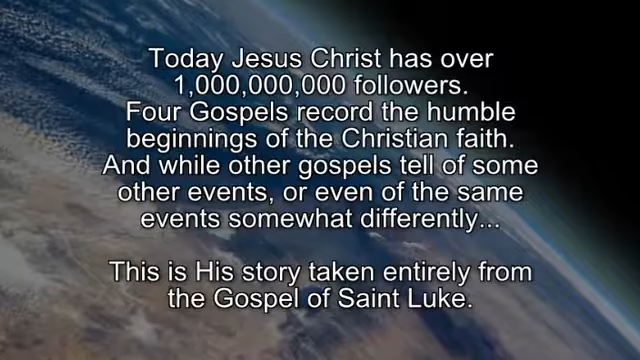 Today Jesus Christ has over
1,000,000,000 followers.
Four Gospels record the humble
beginnings of the Christian faith.
And while other gospels tell of some
other events, or even of the same
events somewhat differently...
This is His story taken entirely from
the Gospel of Saint Luke.